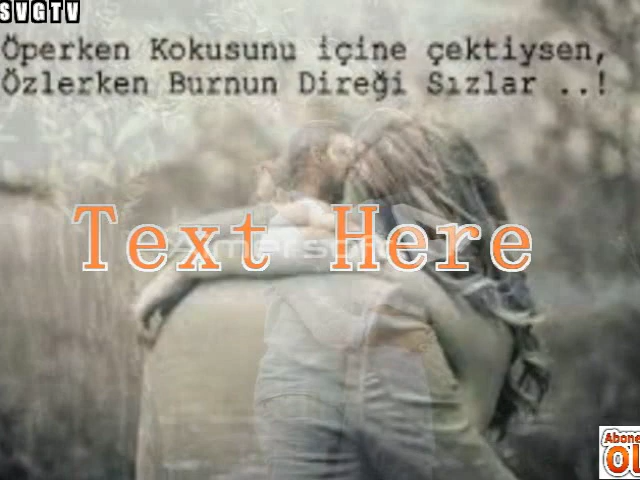 SVGTV
Öperken Kokusunu içine çektiysen,
Özlerken Burnun Direği Sızlar ..!
Text Here
Abone
Ol